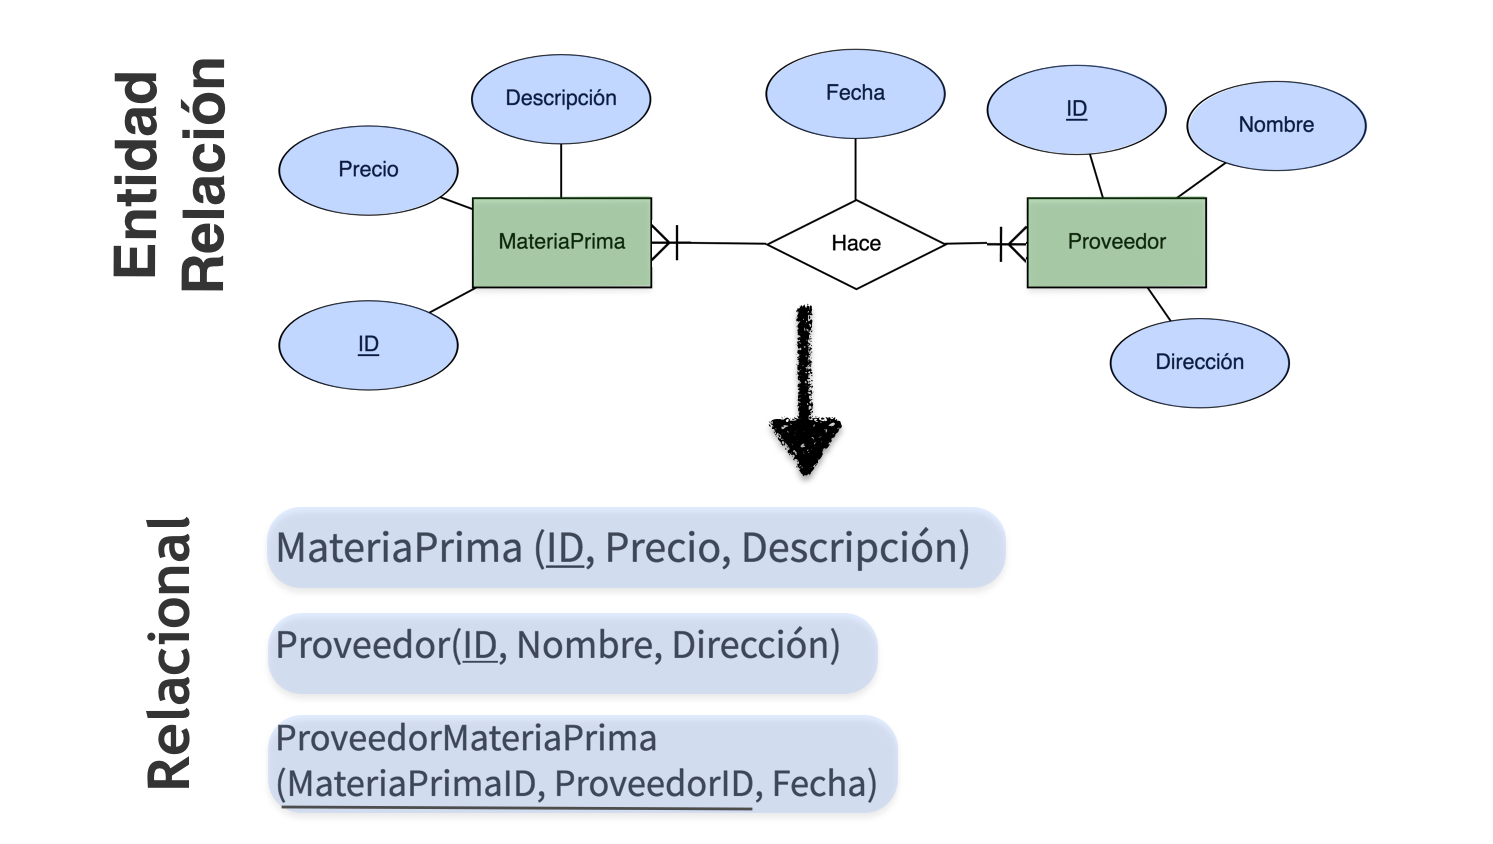 Entidad
Relación
Descripción
Fecha
ID
Nombre
Precio
MateriaPrima
Hace
Proveedor
ID
Dirección
Relacional
MateriaPrima (ID, Precio, Descripción)
Proveedor(ID, Nombre, Dirección)
ProveedorMateriaPrima
(MateriaPrimaID, ProveedorID, Fecha)